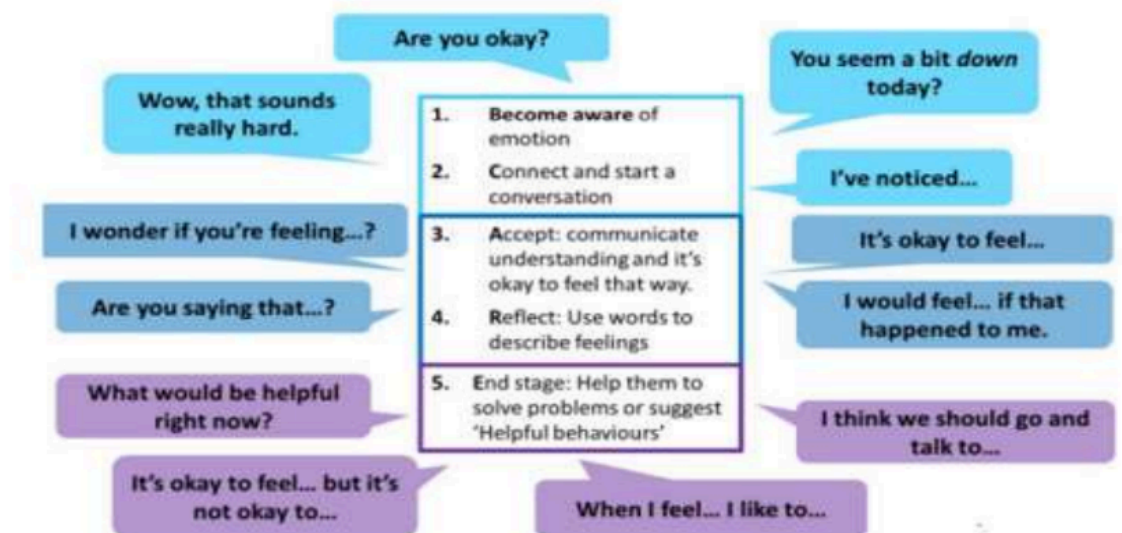 Are you okay?
You seem a bit down
today?
Wow, that sounds
really hard.
1. Become aware of
emotion
2. Connect and start a
conversation
I've noticed...
I wonder if you're feeling...?
3. Accept: communicate
understanding and it's
okay to feel that way.
It's okay to feel...
Are you saying that...?
4. Reflect: Use words to
describe feelings
I would feel... if that
happened to me.
What would be helpful
right now?
5. End stage: Help them to
solve problems or suggest
'Helpful behaviours'
I think we should go and
talk to...
It's okay to feel... but it's
not okay to...
When I feel... I like to...